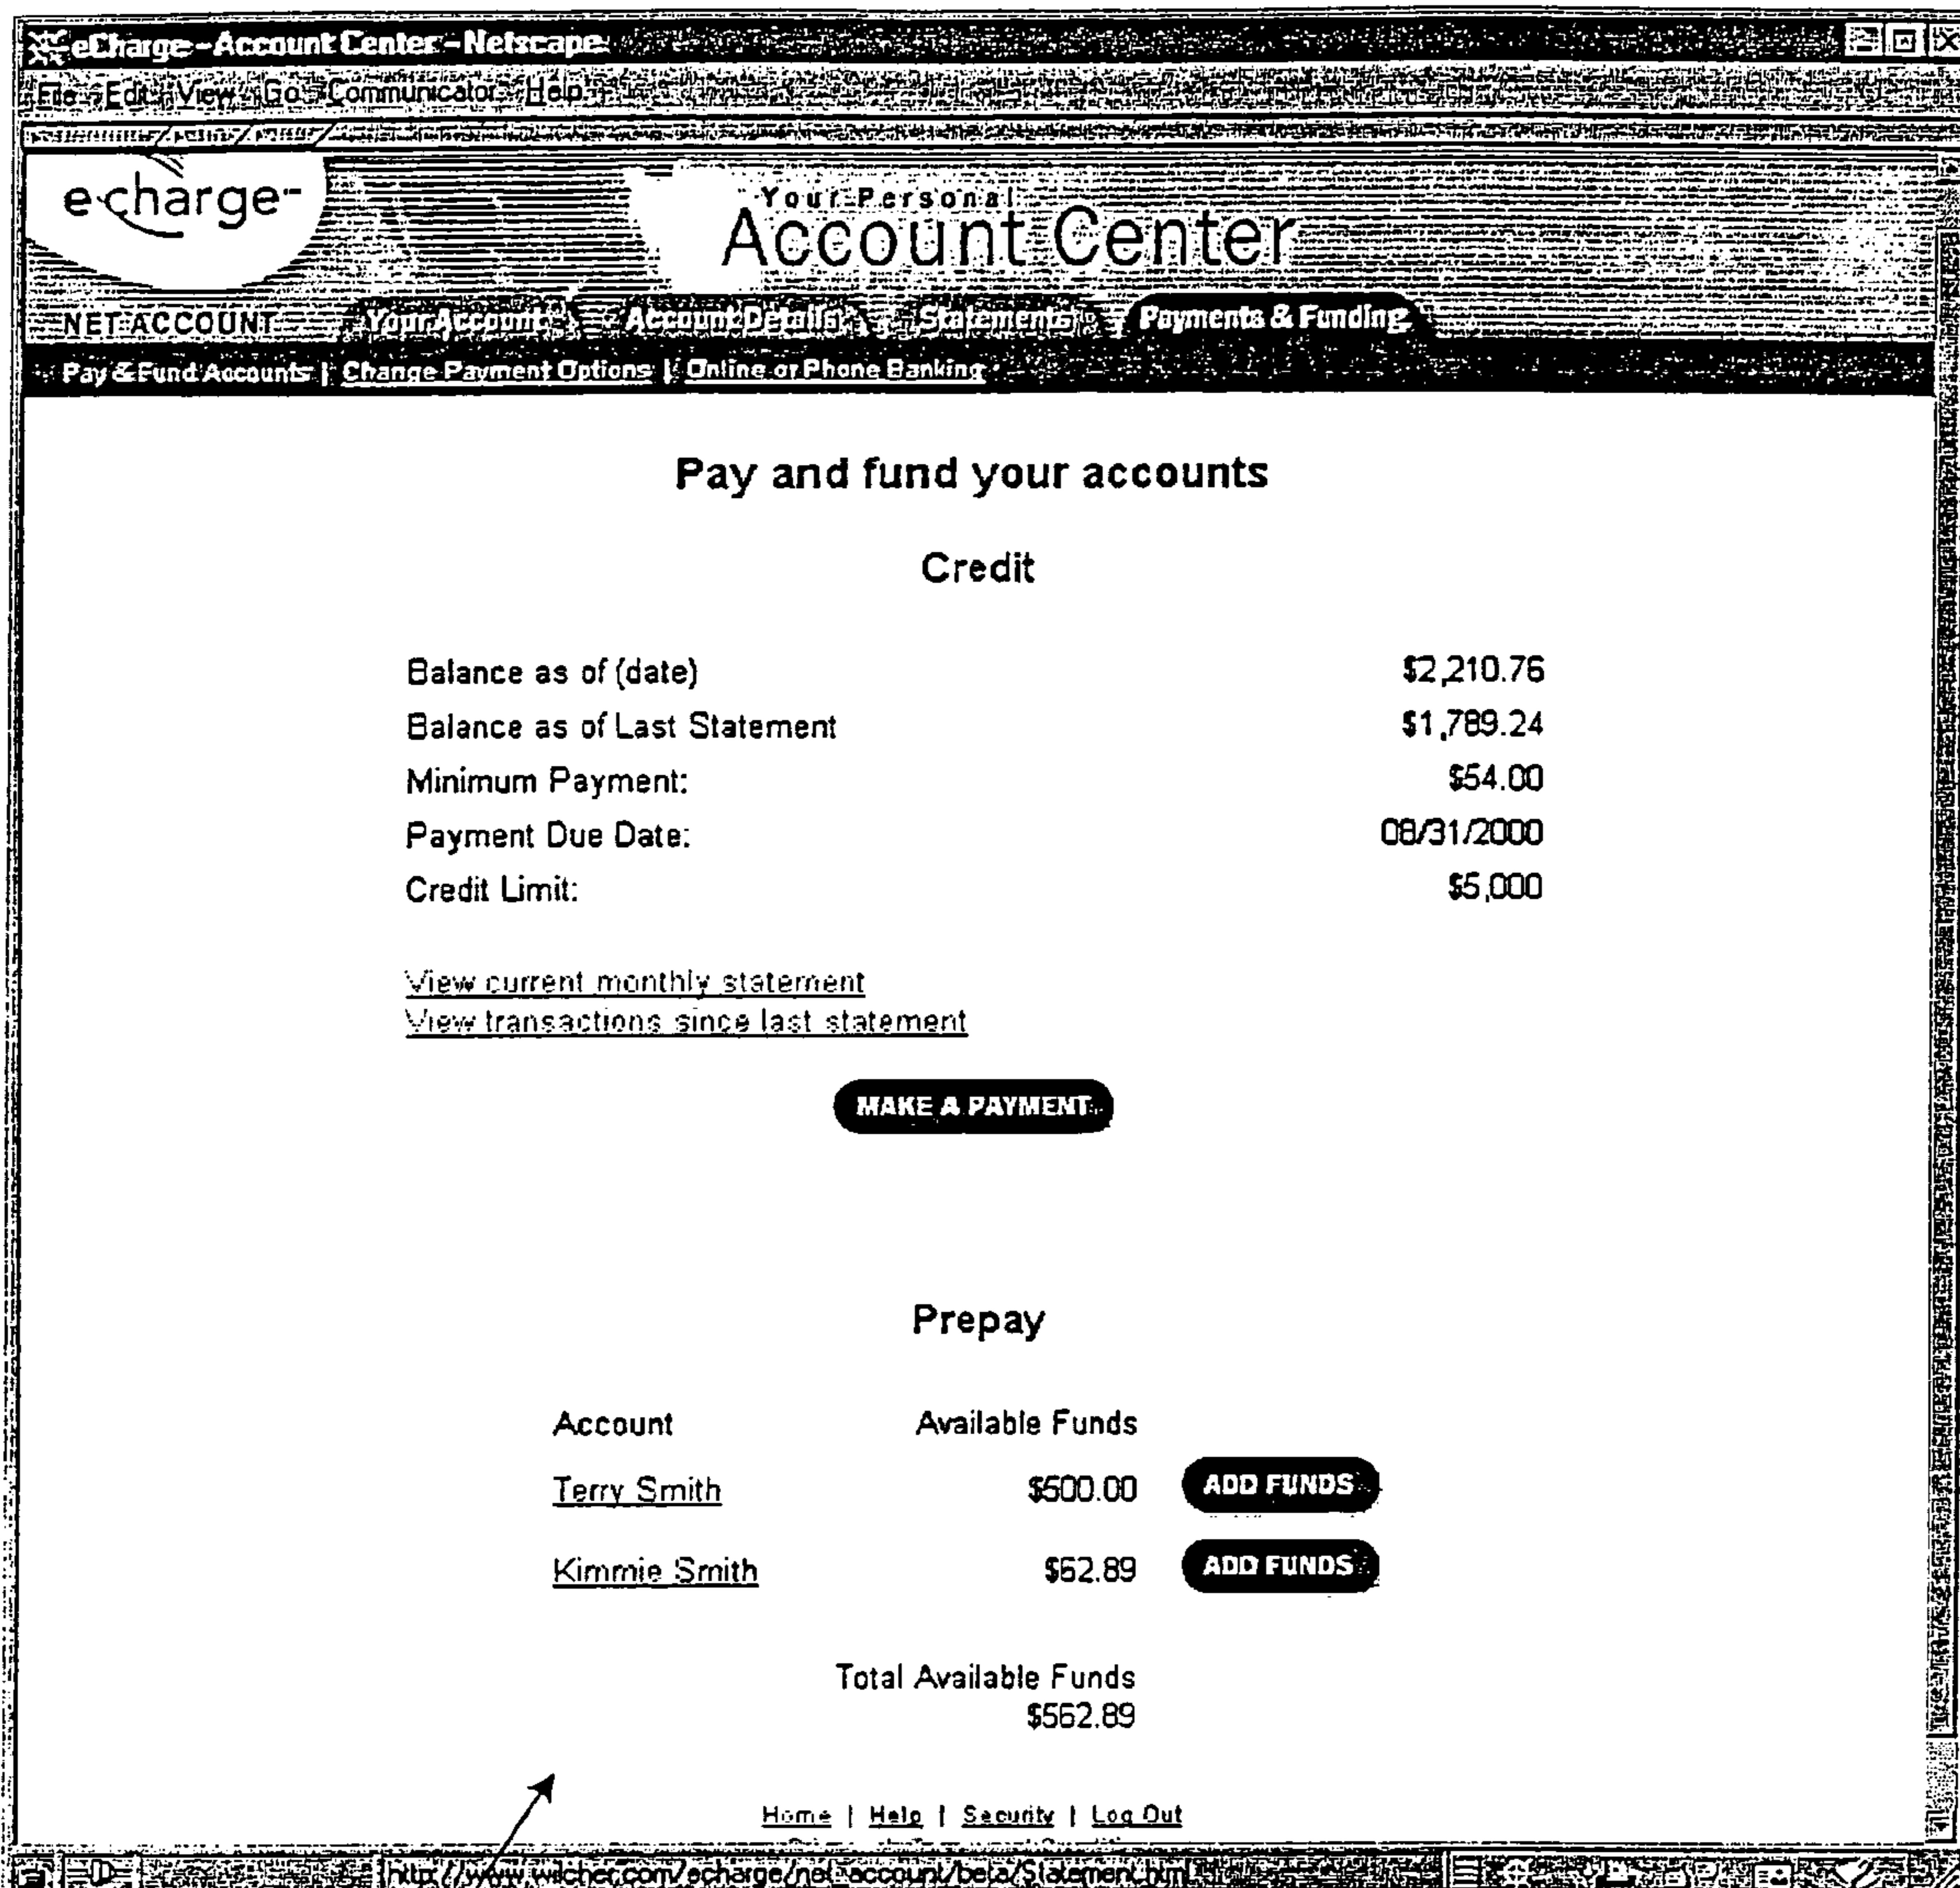 eCharge - Account Center - Netscape
File Edit View Go Communicator Help
echarge
Your Personal
Account Center
NET ACCOUNT Your Account Account Details Statements Payments & Funding
Pay & Fund Accounts | Change Payment Options | Online or Phone Banking
Pay and fund your accounts
Credit
Balance as of (date) $2,210.76
Balance as of Last Statement $1,789.24
Minimum Payment: $54.00
Payment Due Date: 08/31/2000
Credit Limit: $5,000
View current monthly statement
View transactions since last statement
MAKE A PAYMENT
Prepay
Account Available Funds
Terry Smith $500.00 ADD FUNDS
Kimmie Smith $62.89 ADD FUNDS
Total Available Funds
$562.89
Home | Help | Security | Log Out